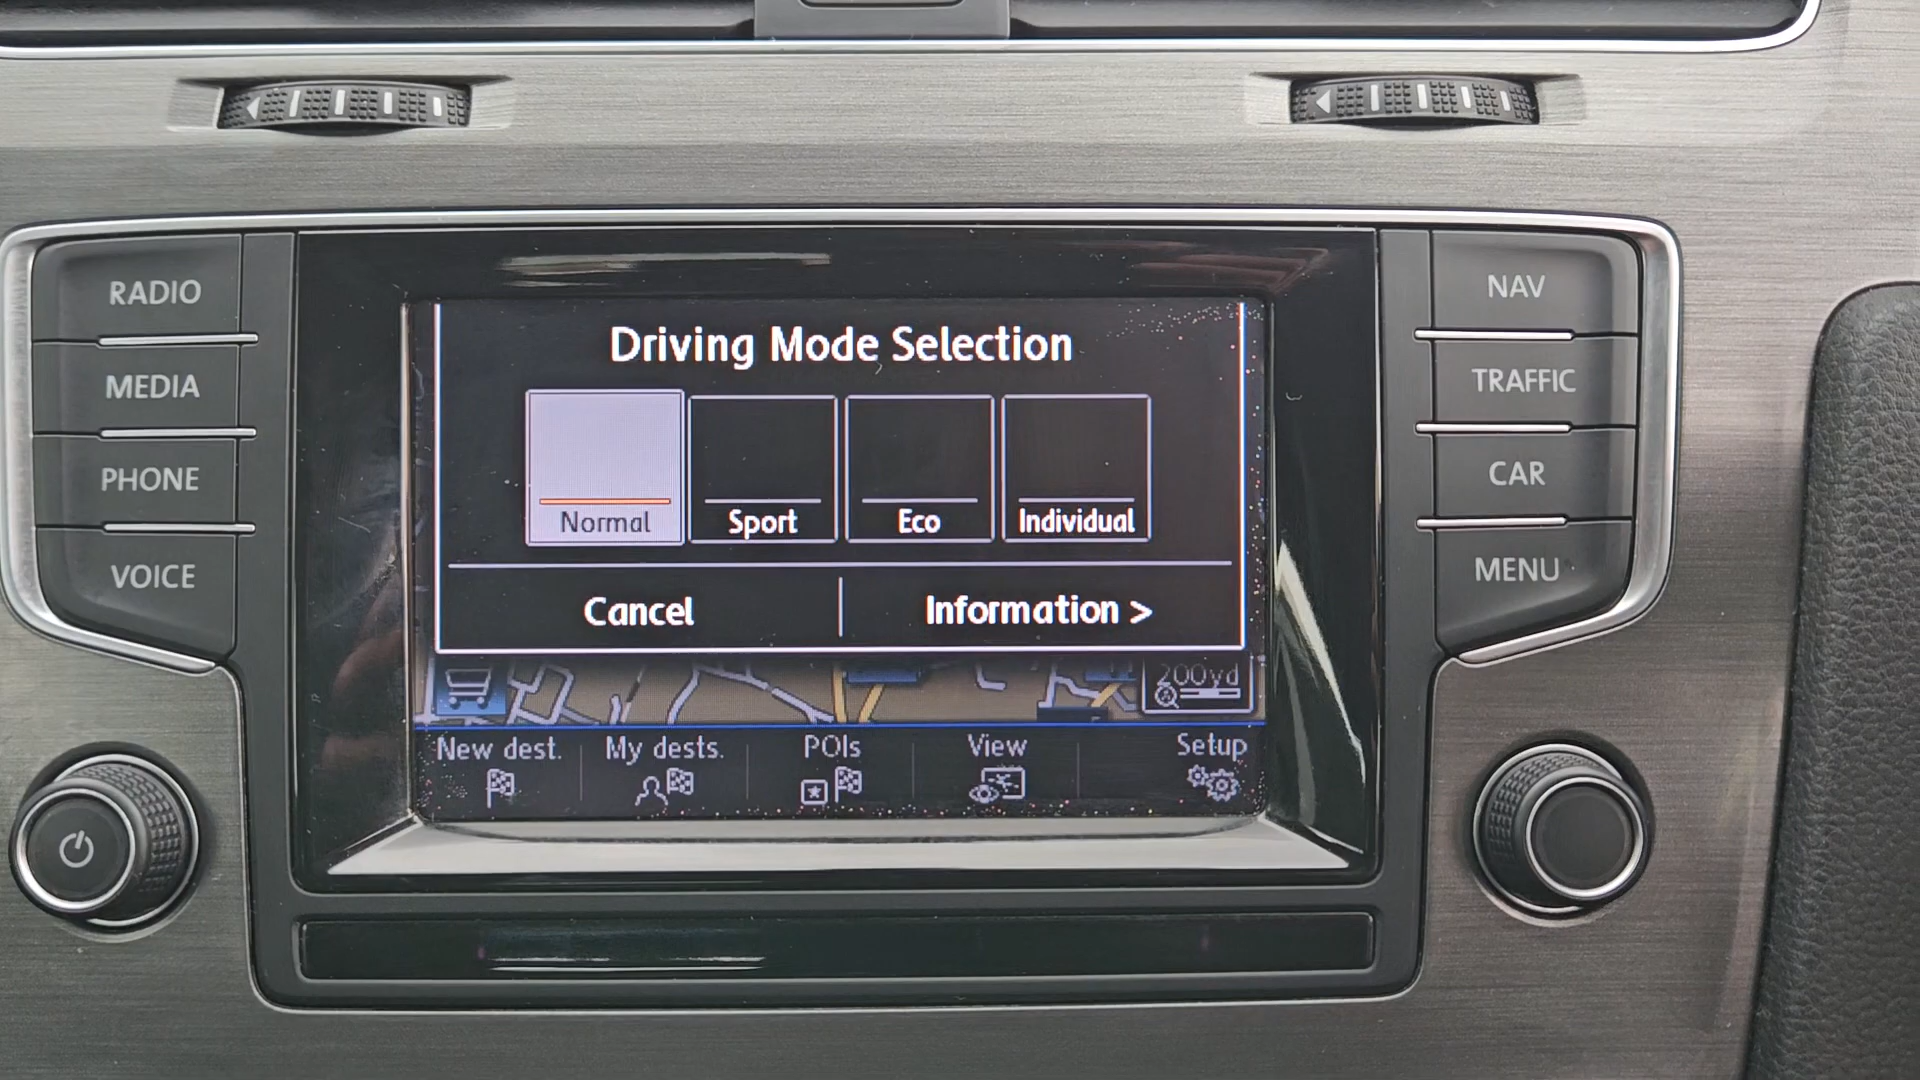 RADIO
MEDIA
PHONE
VOICE
Driving Mode Selection
Normal Sport Eco Individual
Cancel Information >
200yd
New dest. My dests. POIs View Setup
NAV
TRAFFIC
CAR
MENU